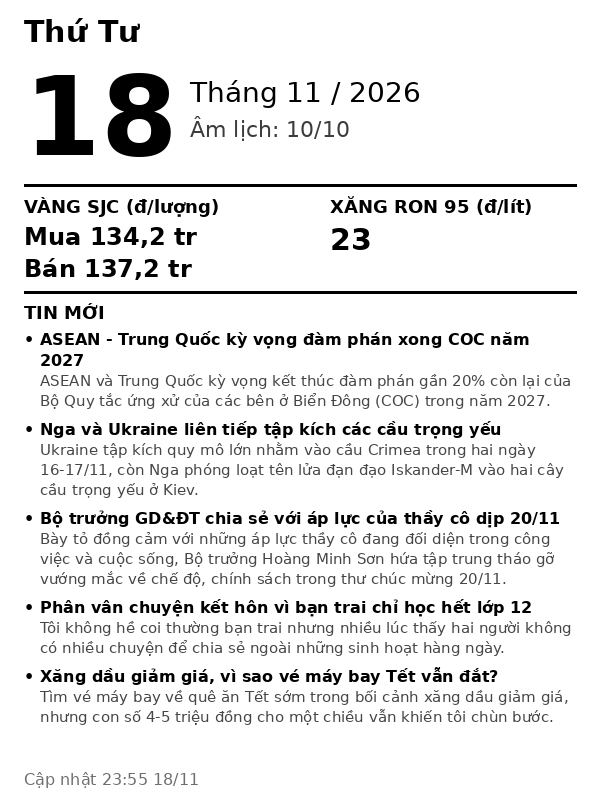 Thứ Tư
18
Tháng 11 / 2026
Âm lịch: 10/10
VÀNG SJC (đ/lượng)
Mua 134,2 tr
Bán 137,2 tr
XĂNG RON 95 (đ/lít)
23
TIN MỚI
• ASEAN - Trung Quốc kỳ vọng đàm phán xong COC năm
2027
ASEAN và Trung Quốc kỳ vọng kết thúc đàm phán gần 20% còn lại của
Bộ Quy tắc ứng xử của các bên ở Biển Đông (COC) trong năm 2027.
• Nga và Ukraine liên tiếp tập kích các cầu trọng yếu
Ukraine tập kích quy mô lớn nhằm vào cầu Crimea trong hai ngày
16-17/11, còn Nga phóng loạt tên lửa đạn đạo Iskander-M vào hai cây
cầu trọng yếu ở Kiev.
• Bộ trưởng GD&ĐT chia sẻ với áp lực của thầy cô dịp 20/11
Bày tỏ đồng cảm với những áp lực thầy cô đang đối diện trong công
việc và cuộc sống, Bộ trưởng Hoàng Minh Sơn hứa tập trung tháo gỡ
vướng mắc về chế độ, chính sách trong thư chúc mừng 20/11.
• Phân vân chuyện kết hôn vì bạn trai chỉ học hết lớp 12
Tôi không hề coi thường bạn trai nhưng nhiều lúc thấy hai người không
có nhiều chuyện để chia sẻ ngoài những sinh hoạt hàng ngày.
• Xăng dầu giảm giá, vì sao vé máy bay Tết vẫn đắt?
Tìm vé máy bay về quê ăn Tết sớm trong bối cảnh xăng dầu giảm giá,
nhưng con số 4-5 triệu đồng cho một chiều vẫn khiến tôi chùn bước.
Cập nhật 23:55 18/11